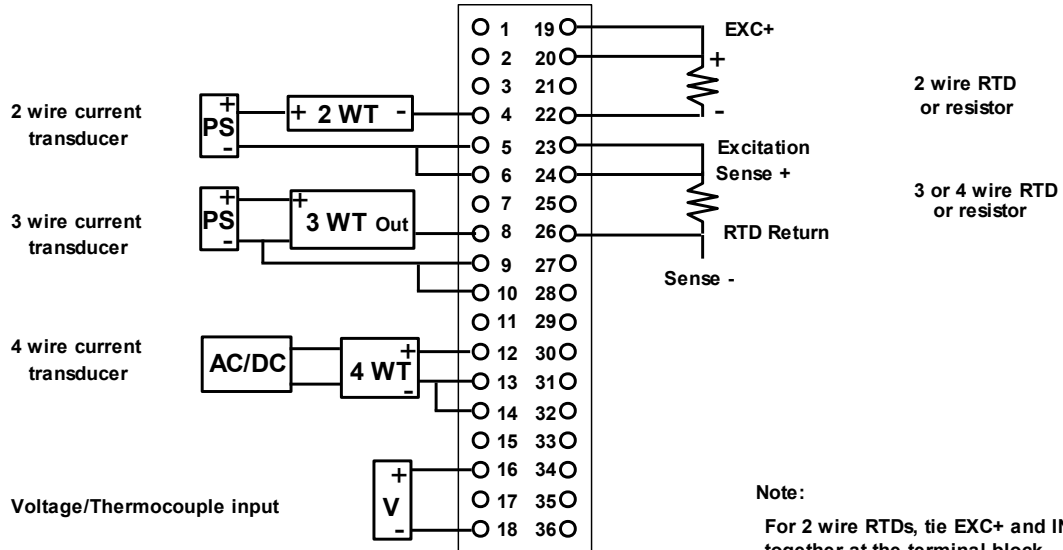 1 19 EXC+
2 20 +
3 21
2 wire RTD
or resistor
2 wire current
transducer
+
PS
-
+ 2 WT -
4 22 -
5 23 Excitation
6 24 Sense +
3 wire current
transducer
+
PS
-
+
3 WT Out
7 25
8 26 RTD Return
9 27
10 28
Sense -
3 or 4 wire RTD
or resistor
11 29
4 wire current
transducer
AC/DC
+
4 WT
-
12 30
13 31
14 32
15 33
Voltage/Thermocouple input
+
V
-
16 34
17 35
18 36
Note:
For 2 wire RTDs, tie EXC+ and
together at the terminal block